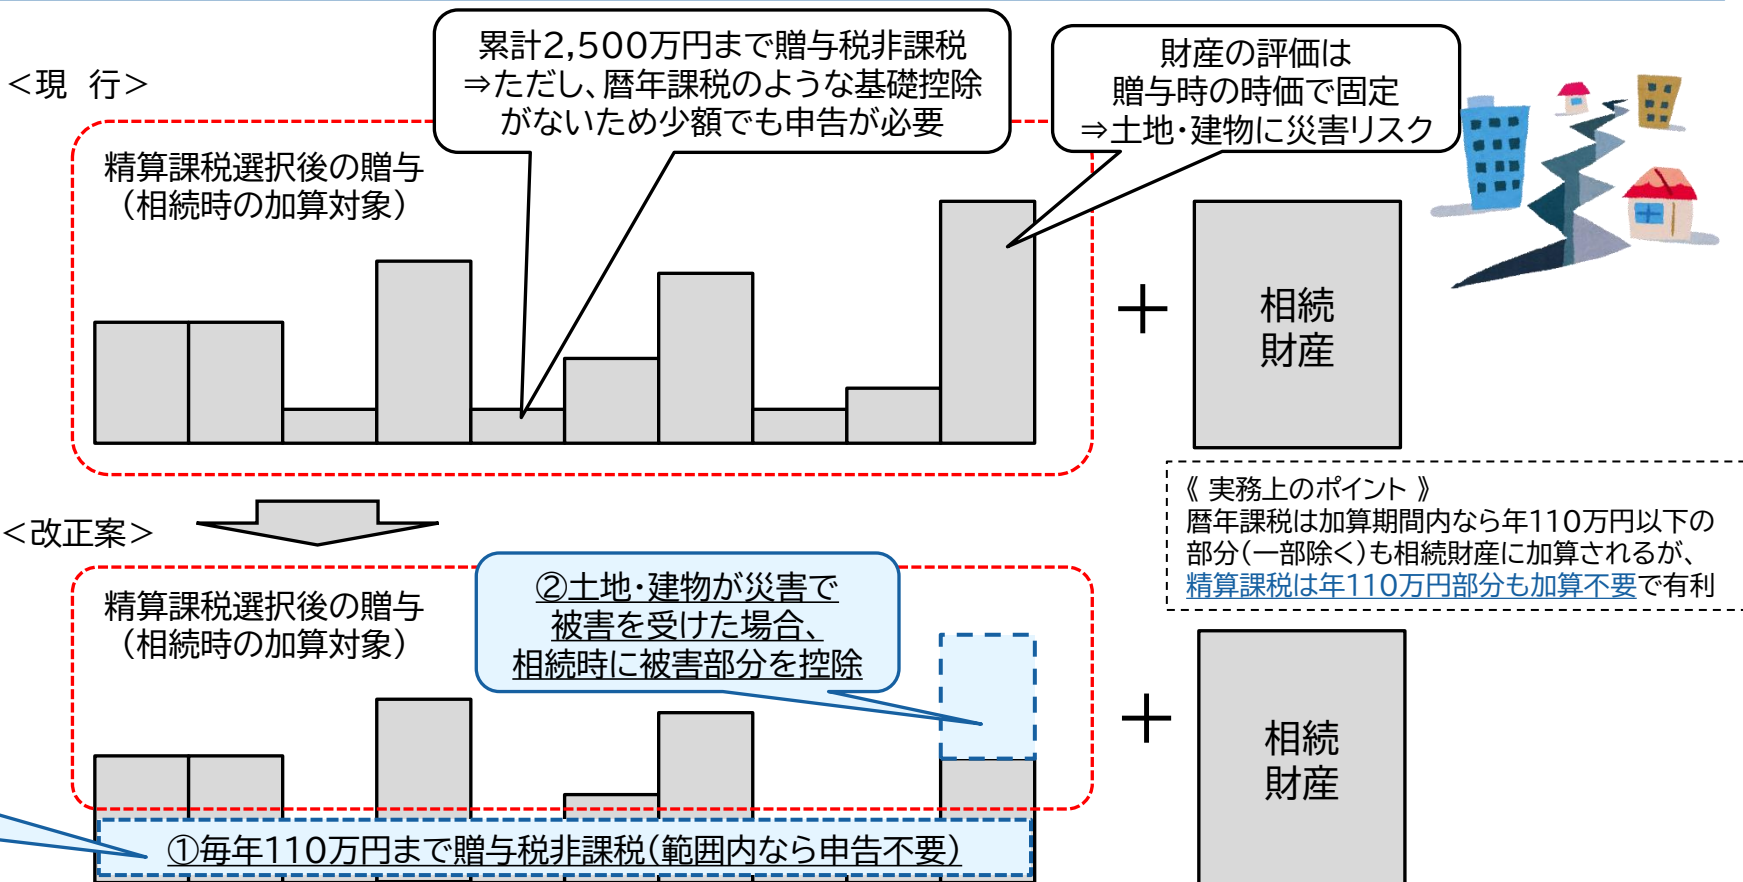 <現 行>
累計2,500万円まで贈与税非課税
⇒ただし、暦年課税のような基礎控除
がないため少額でも申告が必要
財産の評価は
贈与時の時価で固定
⇒土地・建物に災害リスク
精算課税選択後の贈与
(相続時の加算対象)
+
相続
財産
《 実務上のポイント 》
暦年課税は加算期間内なら年110万円以下の
部分(一部除く)も相続財産に加算されるが、
精算課税は年110万円部分も加算不要で有利
<改正案>
精算課税選択後の贈与
(相続時の加算対象)
②土地・建物が災害で
被害を受けた場合、
相続時に被害部分を控除
+
相続
財産
①毎年110万円まで贈与税非課税(範囲内なら申告不要)